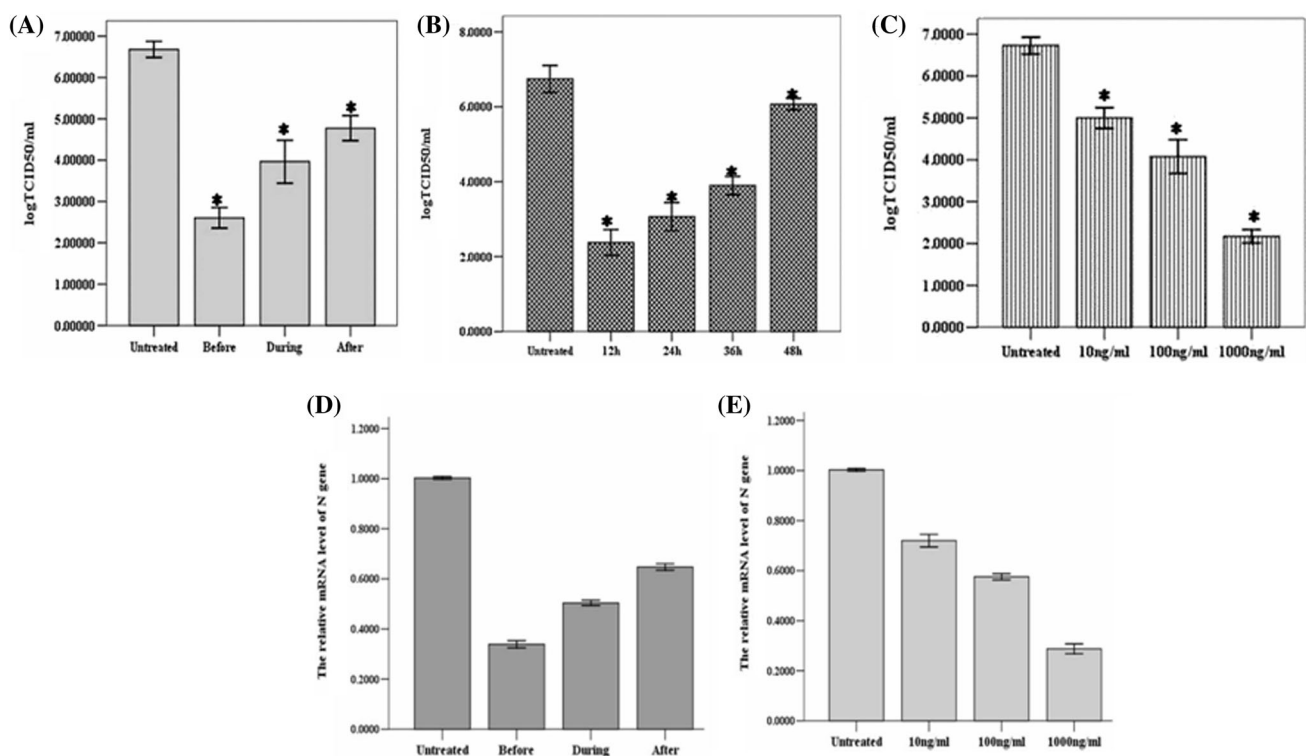 (A)
logTCID50/ml
7.00000
6.00000
5.00000
4.00000
3.00000
2.00000
1.00000
0.00000
* * *
Untreated Before During After
(B)
logTCID50/ml
8.0000
6.0000
4.0000
2.0000
0.0000
* * * *
Untreated 12h 24h 36h 48h
(C)
logTCID50/ml
7.0000
6.0000
5.0000
4.0000
3.0000
2.0000
1.0000
0.0000
* * *
Untreated 10ng/ml 100ng/ml 1000ng/ml
(D)
The relative mRNA level of N gene
1.2000
1.0000
0.8000
0.6000
0.4000
0.2000
0.0000
Untreated Before During After
(E)
The relative mRNA level of N gene
1.2000
1.0000
0.8000
0.6000
0.4000
0.2000
0.0000
Untreated 10ng/ml 100ng/ml 1000ng/ml